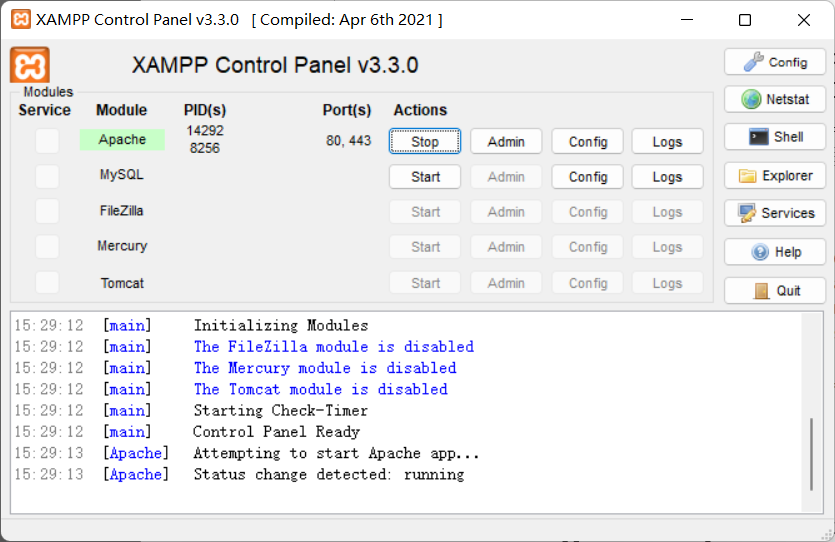 XAMPP Control Panel v3.3.0 [ Compiled: Apr 6th 2021 ]
XAMPP Control Panel v3.3.0
Config
Modules
Service Module PID(s) Port(s) Actions
Netstat
Apache 14292 8256 80, 443 Stop Admin Config Logs
Shell
MySQL Start Admin Config Logs
Explorer
FileZilla Start Admin Config Logs
Services
Mercury Start Admin Config Logs
Help
Tomcat Start Admin Config Logs
Quit
15:29:12 [main] Initializing Modules
15:29:12 [main] The FileZilla module is disabled
15:29:12 [main] The Mercury module is disabled
15:29:12 [main] The Tomcat module is disabled
15:29:12 [main] Starting Check-Timer
15:29:12 [main] Control Panel Ready
15:29:13 [Apache] Attempting to start Apache app...
15:29:13 [Apache] Status change detected: running